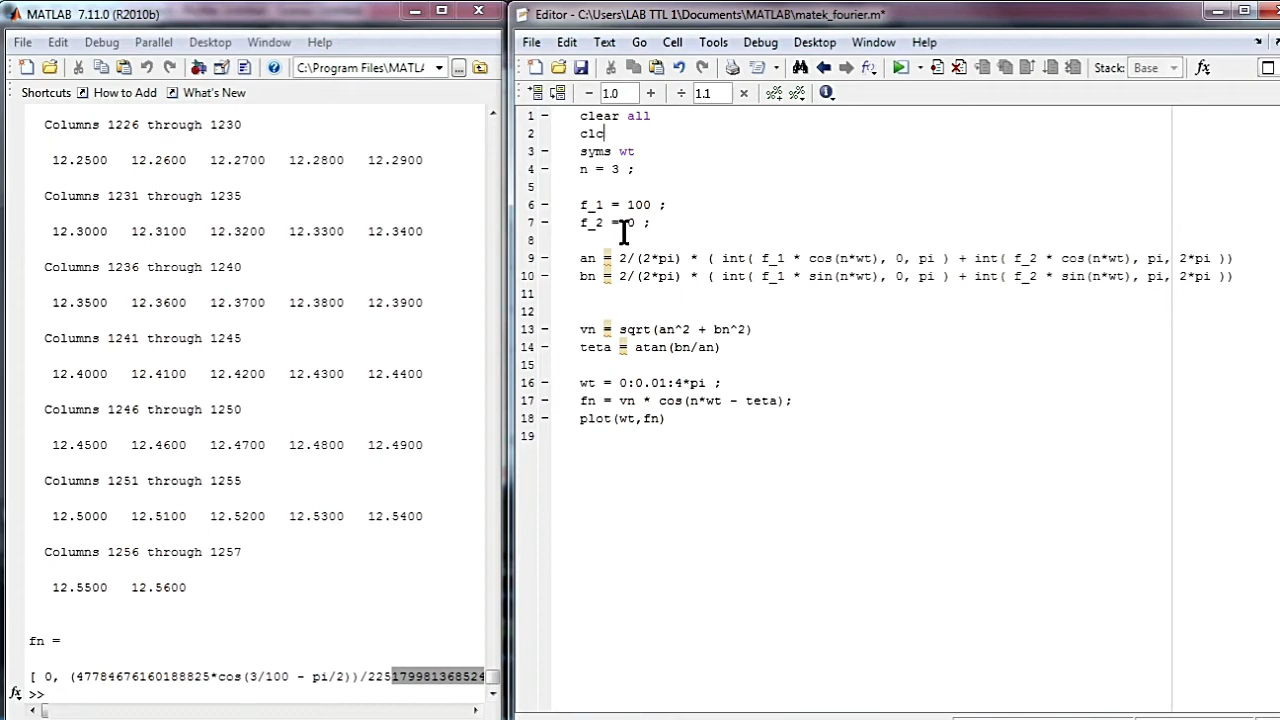 MATLAB 7.11.0 (R2010b)
File Edit Debug Parallel Desktop Window Help
C:\Program Files\MATL
Shortcuts How to Add What's New
Columns 1226 through 1230
12.2500 12.2600 12.2700 12.2800 12.2900
Columns 1231 through 1235
12.3000 12.3100 12.3200 12.3300 12.3400
Columns 1236 through 1240
12.3500 12.3600 12.3700 12.3800 12.3900
Columns 1241 through 1245
12.4000 12.4100 12.4200 12.4300 12.4400
Columns 1246 through 1250
12.4500 12.4600 12.4700 12.4800 12.4900
Columns 1251 through 1255
12.5000 12.5100 12.5200 12.5300 12.5400
Columns 1256 through 1257
12.5500 12.5600
fn =
[ 0, (47784676160188825*cos(3/100 - pi/2))/225179981368524
fx >>
Editor - C:\Users\LAB TTL 1\Documents\MATLAB\matek_fourier.m*
File Edit Text Go Cell Tools Debug Desktop Window Help
Stack: Base fx
− 1.0 + ÷ 1.1 ×
1 – clear all
2 – clc
3 – syms wt
4 – n = 3 ;
5
6 – f_1 = 100 ;
7 – f_2 = 0 ;
8
9 – an = 2/(2*pi) * ( int( f_1 * cos(n*wt), 0, pi ) + int( f_2 * cos(n*wt), pi, 2*pi ))
10 – bn = 2/(2*pi) * ( int( f_1 * sin(n*wt), 0, pi ) + int( f_2 * sin(n*wt), pi, 2*pi ))
11
12
13 – vn = sqrt(an^2 + bn^2)
14 – teta = atan(bn/an)
15
16 – wt = 0:0.01:4*pi ;
17 – fn = vn * cos(n*wt - teta);
18 – plot(wt,fn)
19